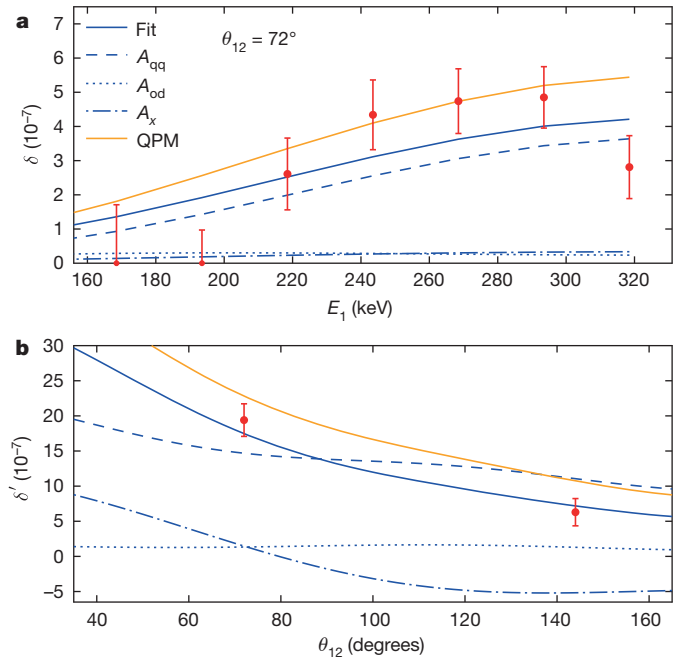 a
7
6
5
4
3
2
1
0
δ (10⁻⁷)
θ₁₂ = 72°
Fit
A_qq
A_od
A_x
QPM
160 180 200 220 240 260 280 300 320
E₁ (keV)
b
30
25
20
15
10
5
0
−5
δ′ (10⁻⁷)
40 60 80 100 120 140 160
θ₁₂ (degrees)